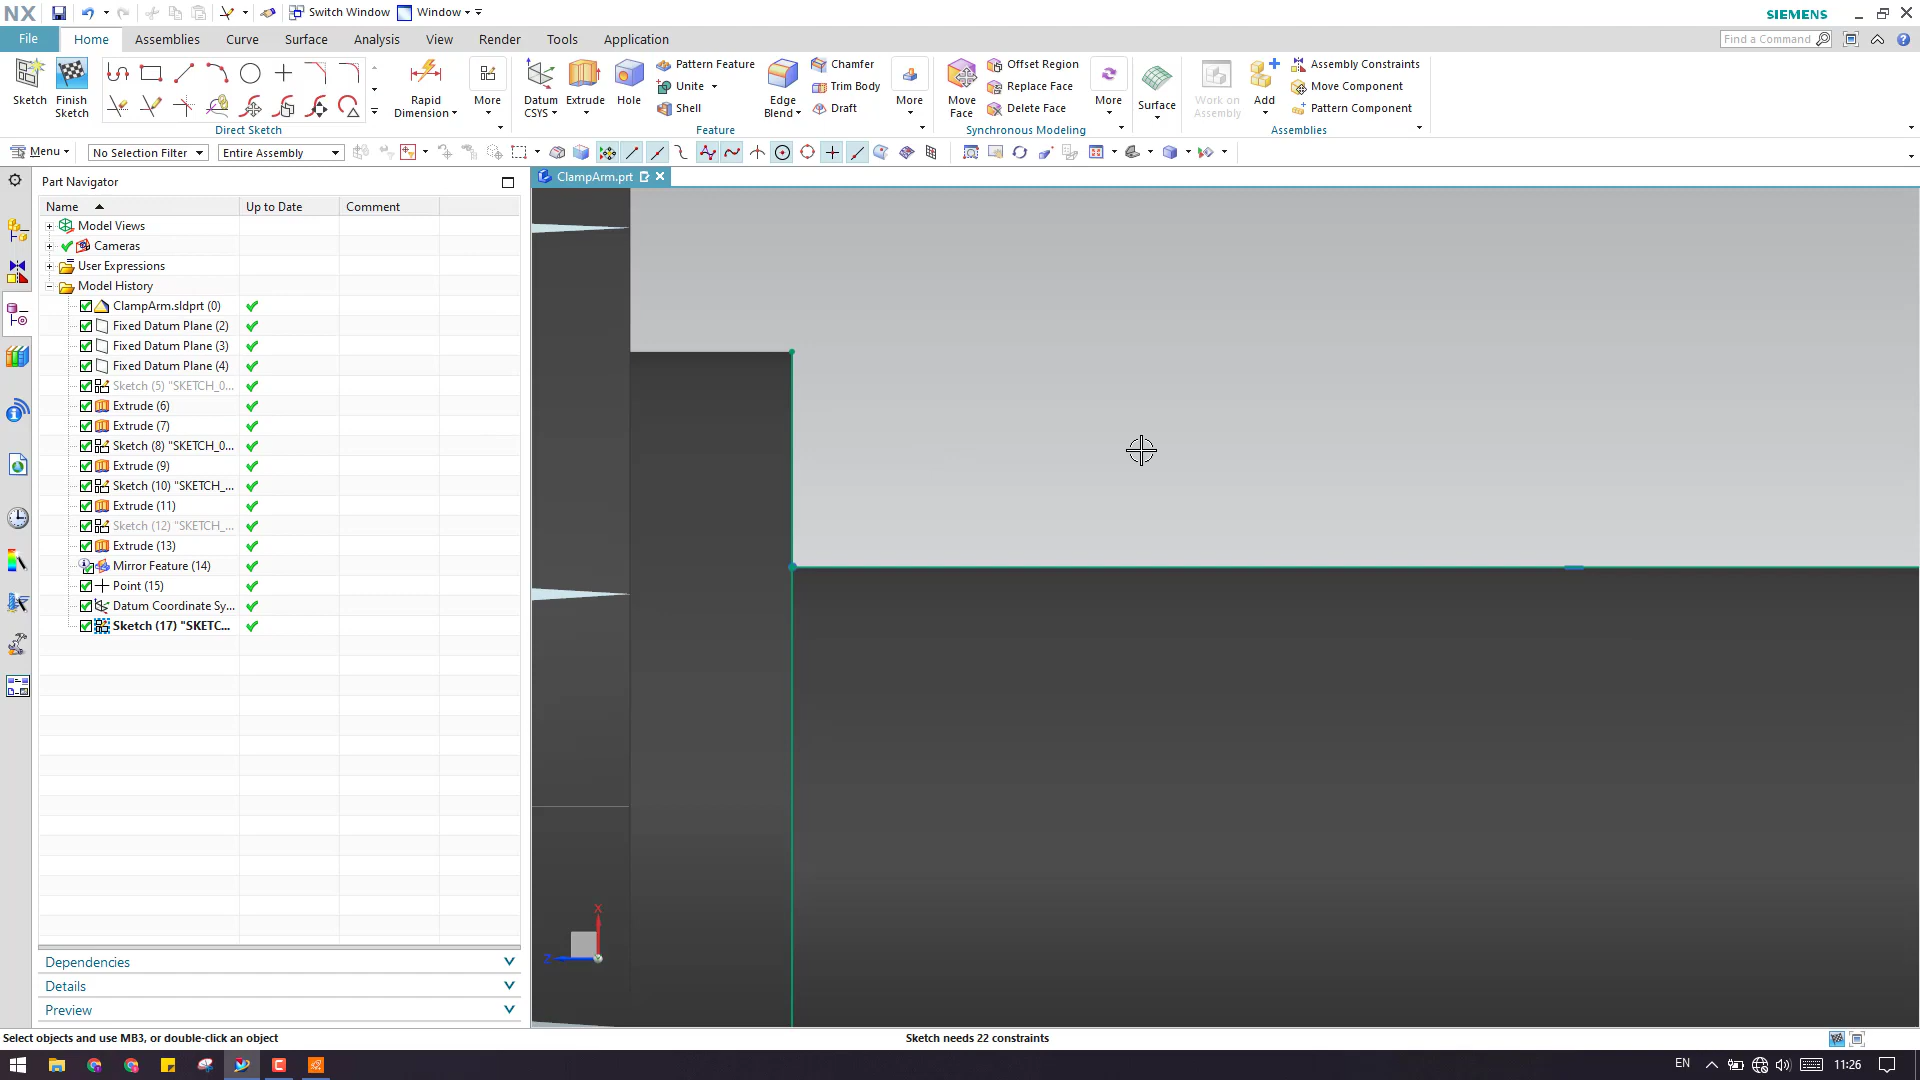 NX Switch Window Window SIEMENS
File Home Assemblies Curve Surface Analysis View Render Tools Application Find a Command
Sketch Finish Sketch Rapid Dimension More Datum CSYS Extrude Hole Pattern Feature Unite Shell Edge Blend Chamfer Trim Body Draft More Move Face Offset Region Replace Face Delete Face More Surface Work on Assembly Add Assembly Constraints Move Component Pattern Component
Direct Sketch Feature Synchronous Modeling Assemblies
Menu No Selection Filter Entire Assembly
Part Navigator
ClampArm.prt
Name Up to Date Comment
Model Views
Cameras
User Expressions
Model History
ClampArm.sldprt (0)
Fixed Datum Plane (2)
Fixed Datum Plane (3)
Fixed Datum Plane (4)
Sketch (5) "SKETCH_0...
Extrude (6)
Extrude (7)
Sketch (8) "SKETCH_0...
Extrude (9)
Sketch (10) "SKETCH_...
Extrude (11)
Sketch (12) "SKETCH_...
Extrude (13)
Mirror Feature (14)
Point (15)
Datum Coordinate Sy...
Sketch (17) "SKETC...
X
Z
Dependencies
Details
Preview
Select objects and use MB3, or double-click an object Sketch needs 22 constraints
EN 11:26